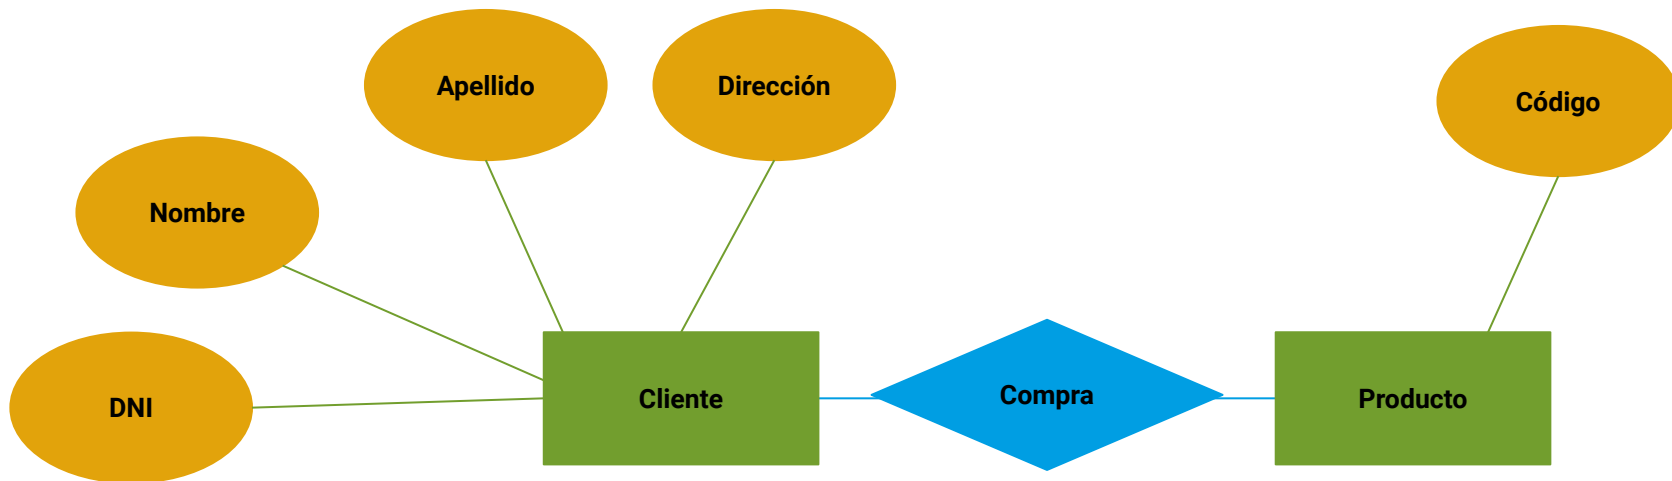 Apellido
Dirección
Código
Nombre
DNI
Cliente
Compra
Producto